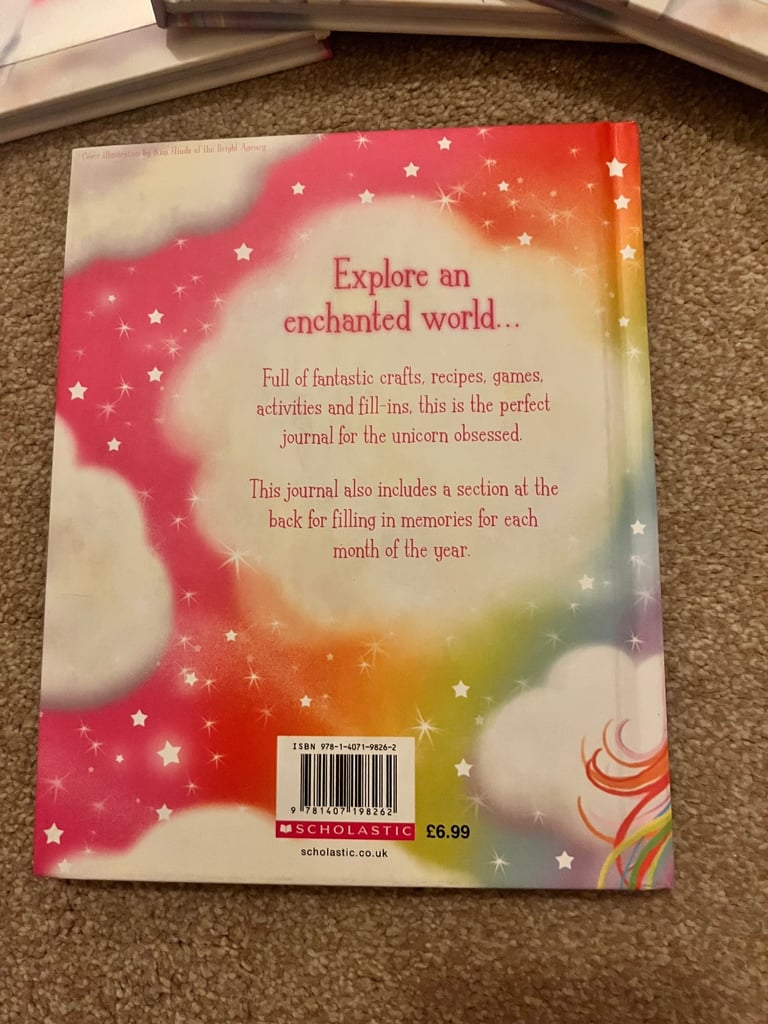 Cover illustration by Kim Hinds of the Bright Agency
Explore an
enchanted world...
Full of fantastic crafts, recipes, games,
activities and fill-ins, this is the perfect
journal for the unicorn obsessed.
This journal also includes a section at the
back for filling in memories for each
month of the year.
ISBN 978-1-4071-9826-2
9 781407 198262
SCHOLASTIC
£6.99
scholastic.co.uk